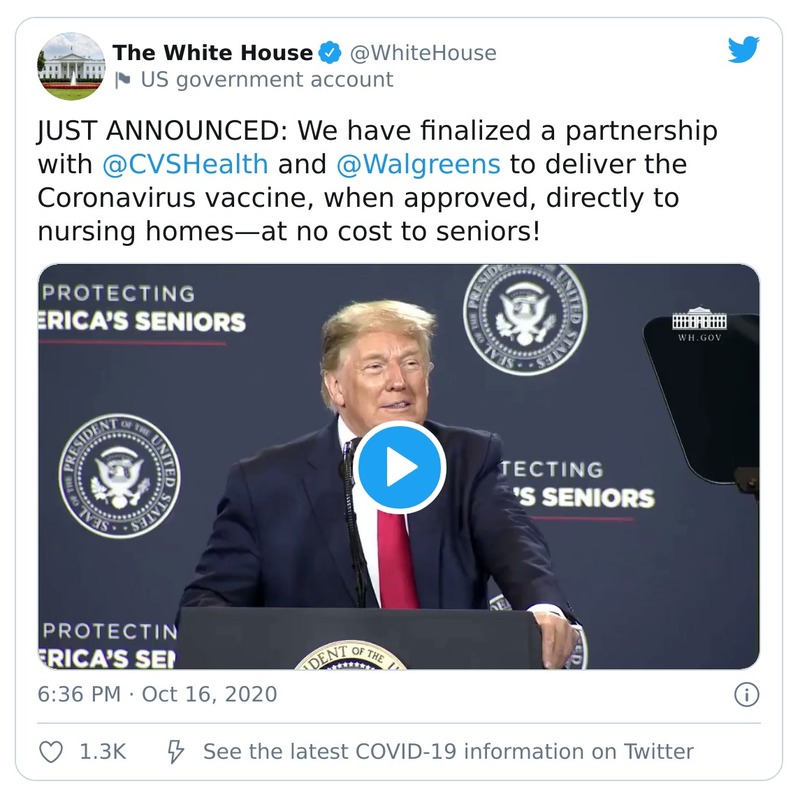 The White House @WhiteHouse
US government account
JUST ANNOUNCED: We have finalized a partnership
with @CVSHealth and @Walgreens to deliver the
Coronavirus vaccine, when approved, directly to
nursing homes—at no cost to seniors!
PROTECTING
ERICA'S SENIORS
SEAL OF THE PRESIDENT OF THE UNITED STATES
WH.GOV
SEAL OF THE PRESIDENT OF THE UNITED STATES
TECTING
'S SENIORS
PROTECTIN
ERICA'S SEN
DENT OF THE U
6:36 PM · Oct 16, 2020
1.3K
See the latest COVID-19 information on Twitter